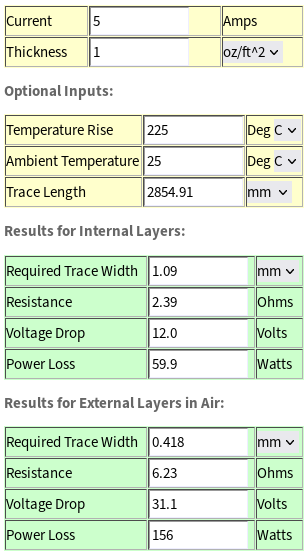 Current 5 Amps
Thickness 1 oz/ft^2
Optional Inputs:
Temperature Rise 225 Deg C
Ambient Temperature 25 Deg C
Trace Length 2854.91 mm
Results for Internal Layers:
Required Trace Width 1.09 mm
Resistance 2.39 Ohms
Voltage Drop 12.0 Volts
Power Loss 59.9 Watts
Results for External Layers in Air:
Required Trace Width 0.418 mm
Resistance 6.23 Ohms
Voltage Drop 31.1 Volts
Power Loss 156 Watts